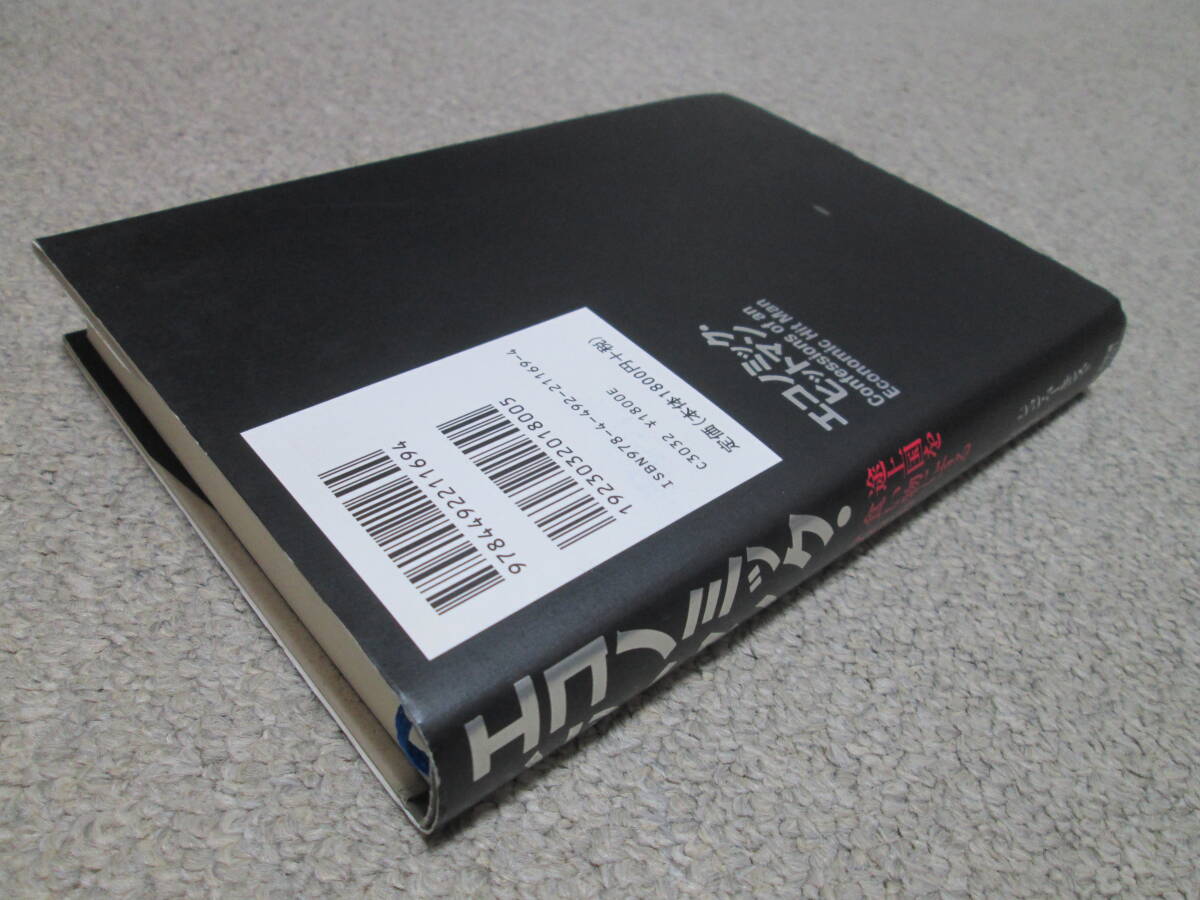 エコノミック・
ヒットマン
Confessions of an
Economic Hit Man
定価(本体1800円+税)
C3032 ¥1800E
ISBN978-4-492-21169-4
1923032018005
9784492211694
エコノミック・
途上国を